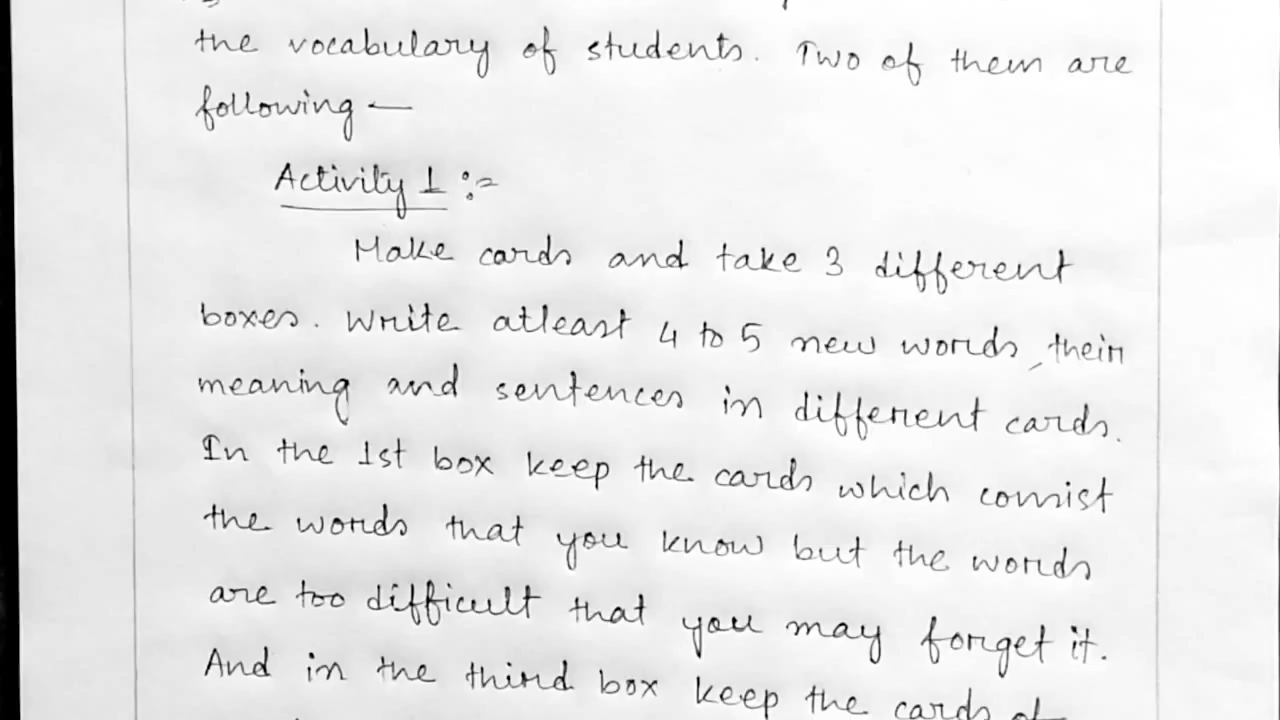 the vocabulary of students. Two of them are
following —
Activity 1 :-
Make cards and take 3 different
boxes. Write atleast 4 to 5 new words, their
meaning and sentences in different cards.
In the 1st box keep the cards which consist
the words that you know but the words
are too difficult that you may forget it.
And in the third box keep the cards of